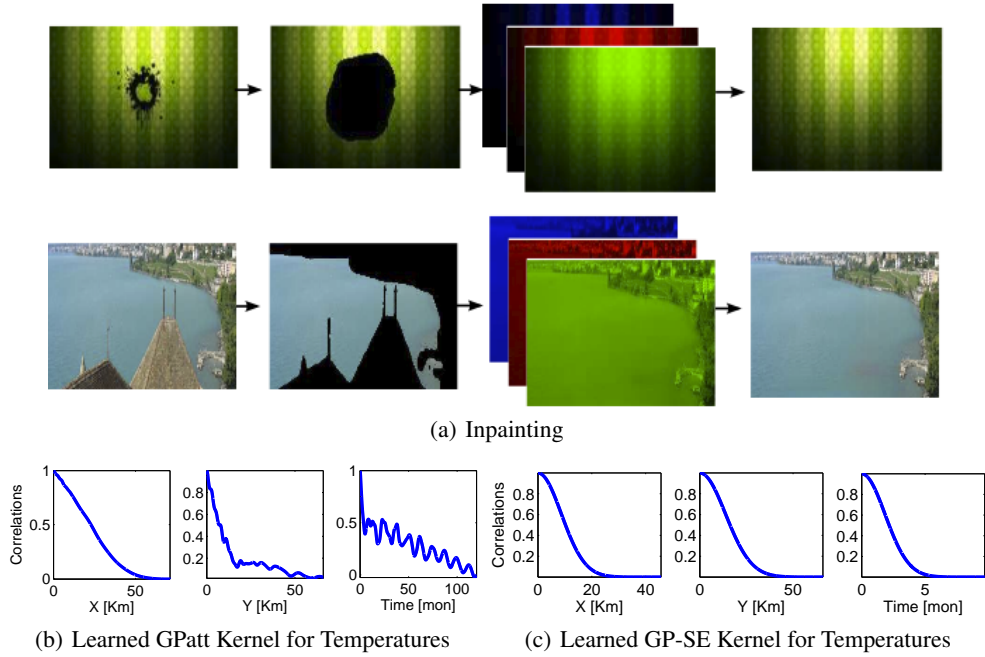 (a) Inpainting
1
0.5
0
0 50
X [Km]
Correlations
0.8
0.6
0.4
0.2
0 50
Y [Km]
1
0.5
0
0 50 100
Time [mon]
0.8
0.6
0.4
0.2
0 20 40
X [Km]
Correlations
0.8
0.6
0.4
0.2
0 50
Y [Km]
0.8
0.6
0.4
0.2
0 5
Time [mon]
(b) Learned GPatt Kernel for Temperatures
(c) Learned GP-SE Kernel for Temperatures